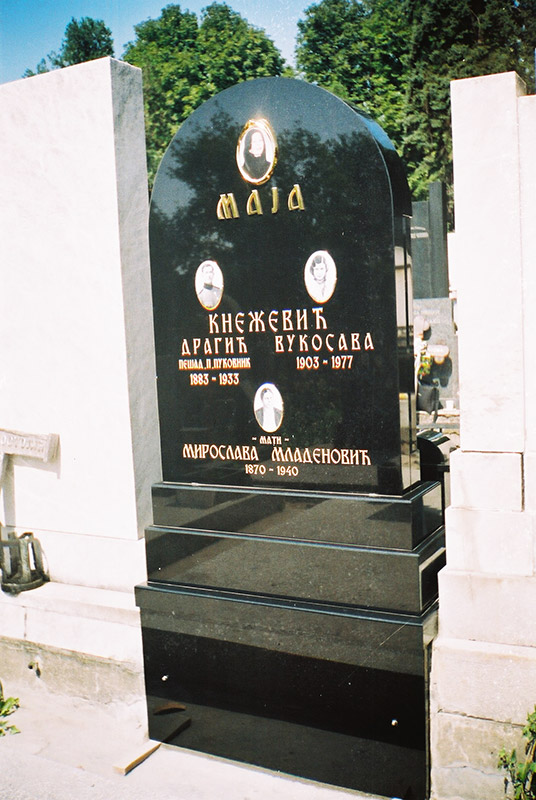 МАЈА
КНЕЖЕВИЋ
ДРАГИЋ ВУКОСАВА
ПЕШАД. П. ПУКОВНИК 1903 - 1977
1883 - 1933
- МАТИ -
МИРОСЛАВА МЛАДЕНОВИЋ
1870 - 1940